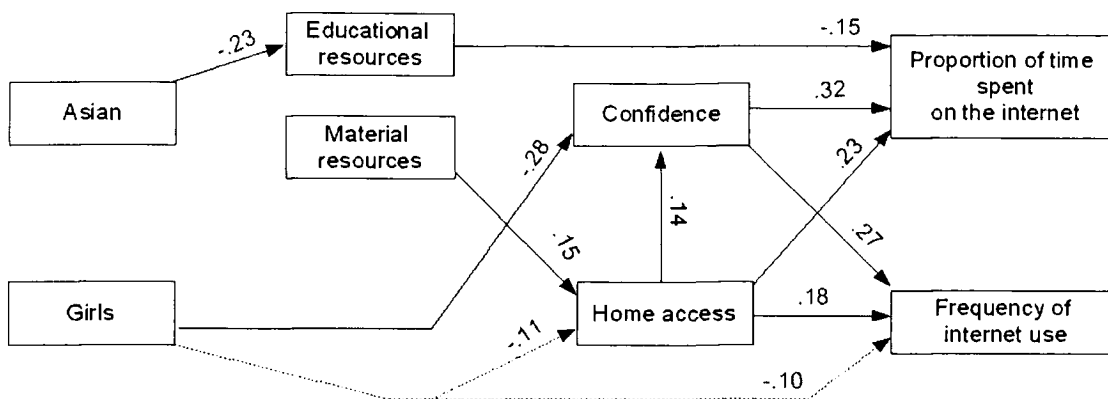 Educational
resources
-.23
-.15
Proportion of time
spent
on the internet
Asian
Confidence
.32
Material
resources
-.28
.23
.14
.15
.27
Girls
Home access
.18
Frequency of
internet use
-.11
-.10